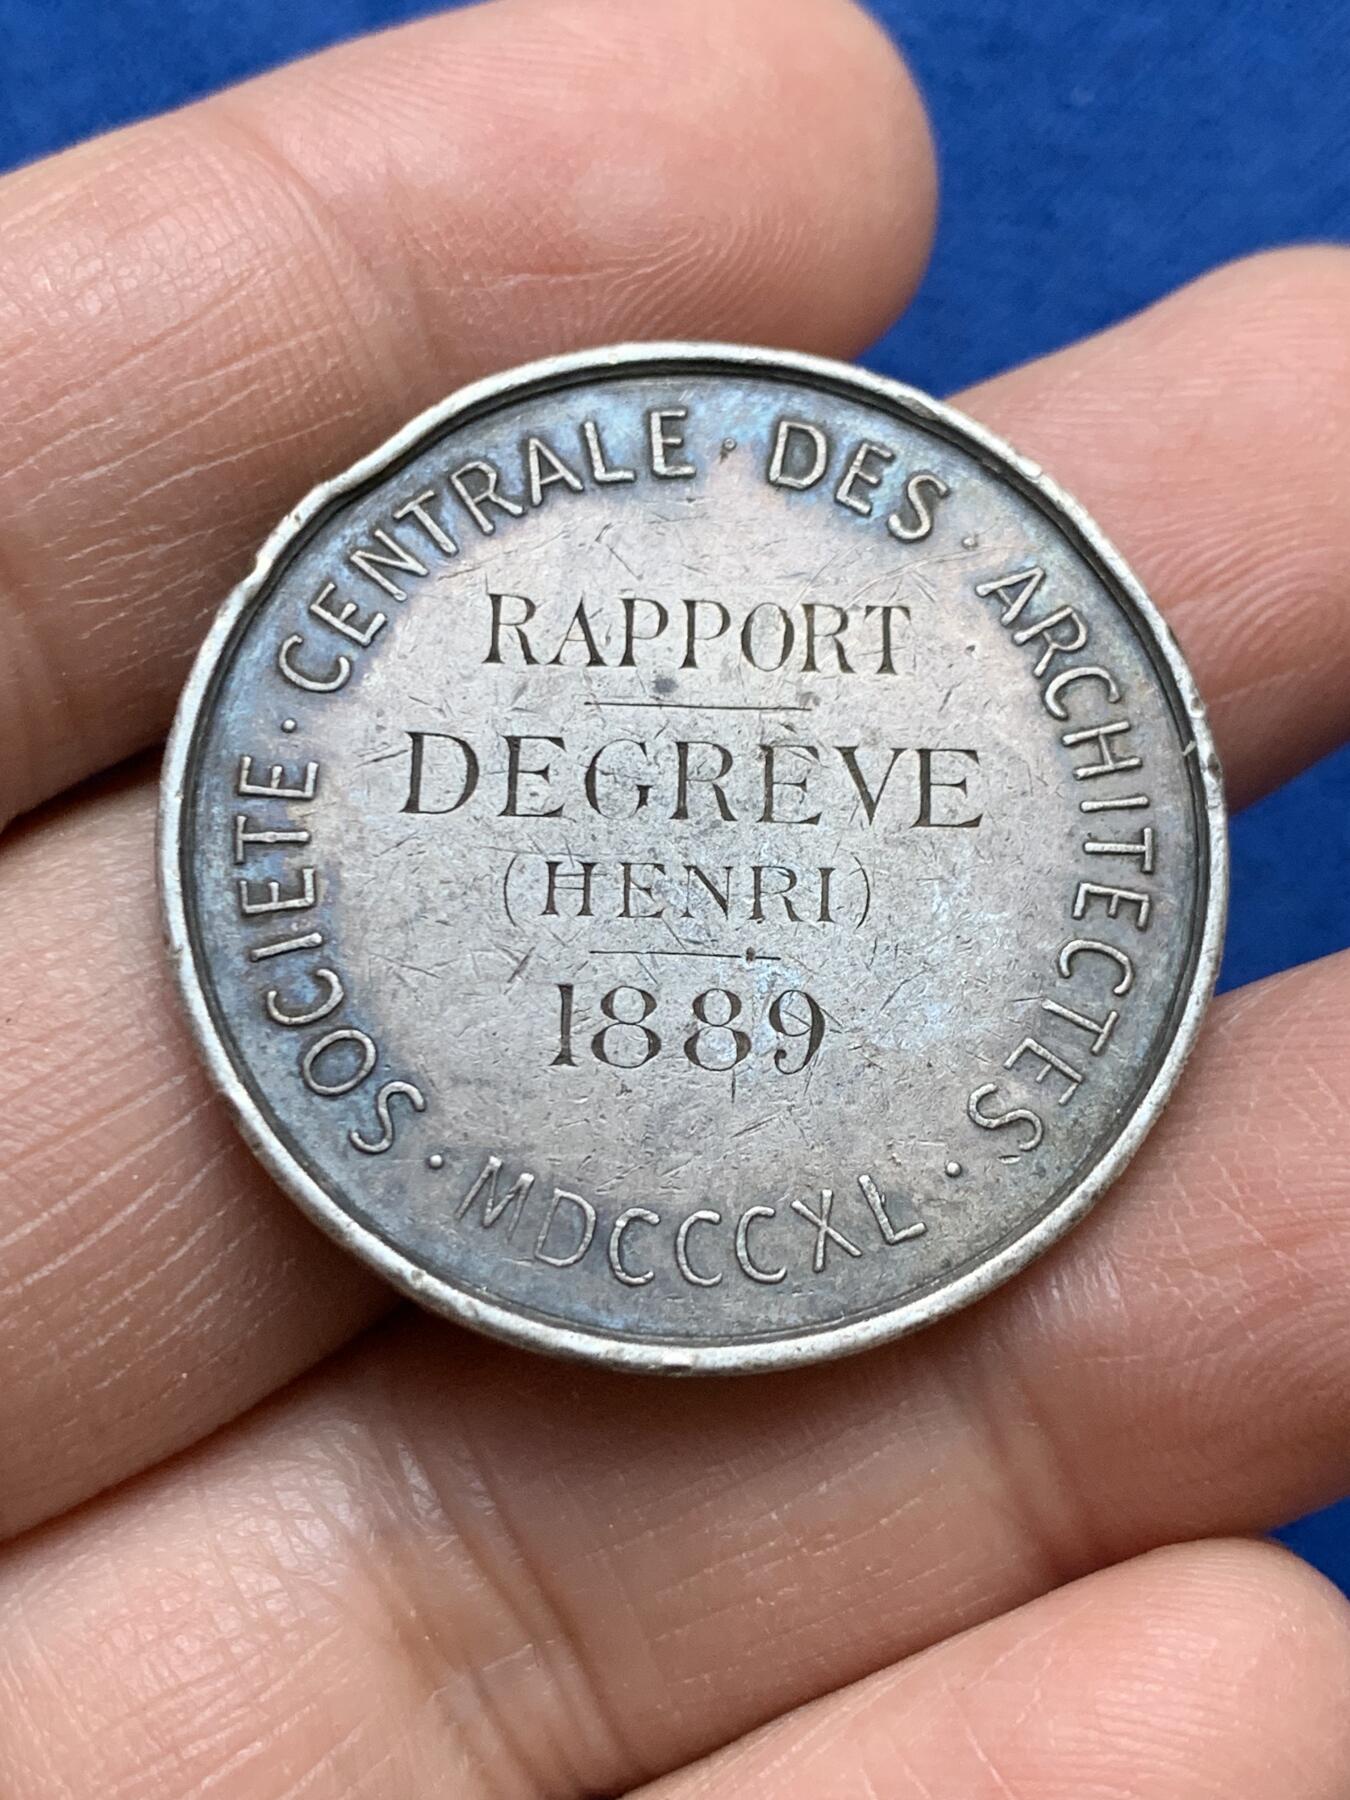 SOCIETE · CENTRALE · DES · ARCHITECTES
RAPPORT
DEGRÈVE
(HENRI)
1889
· MDCCCXL ·